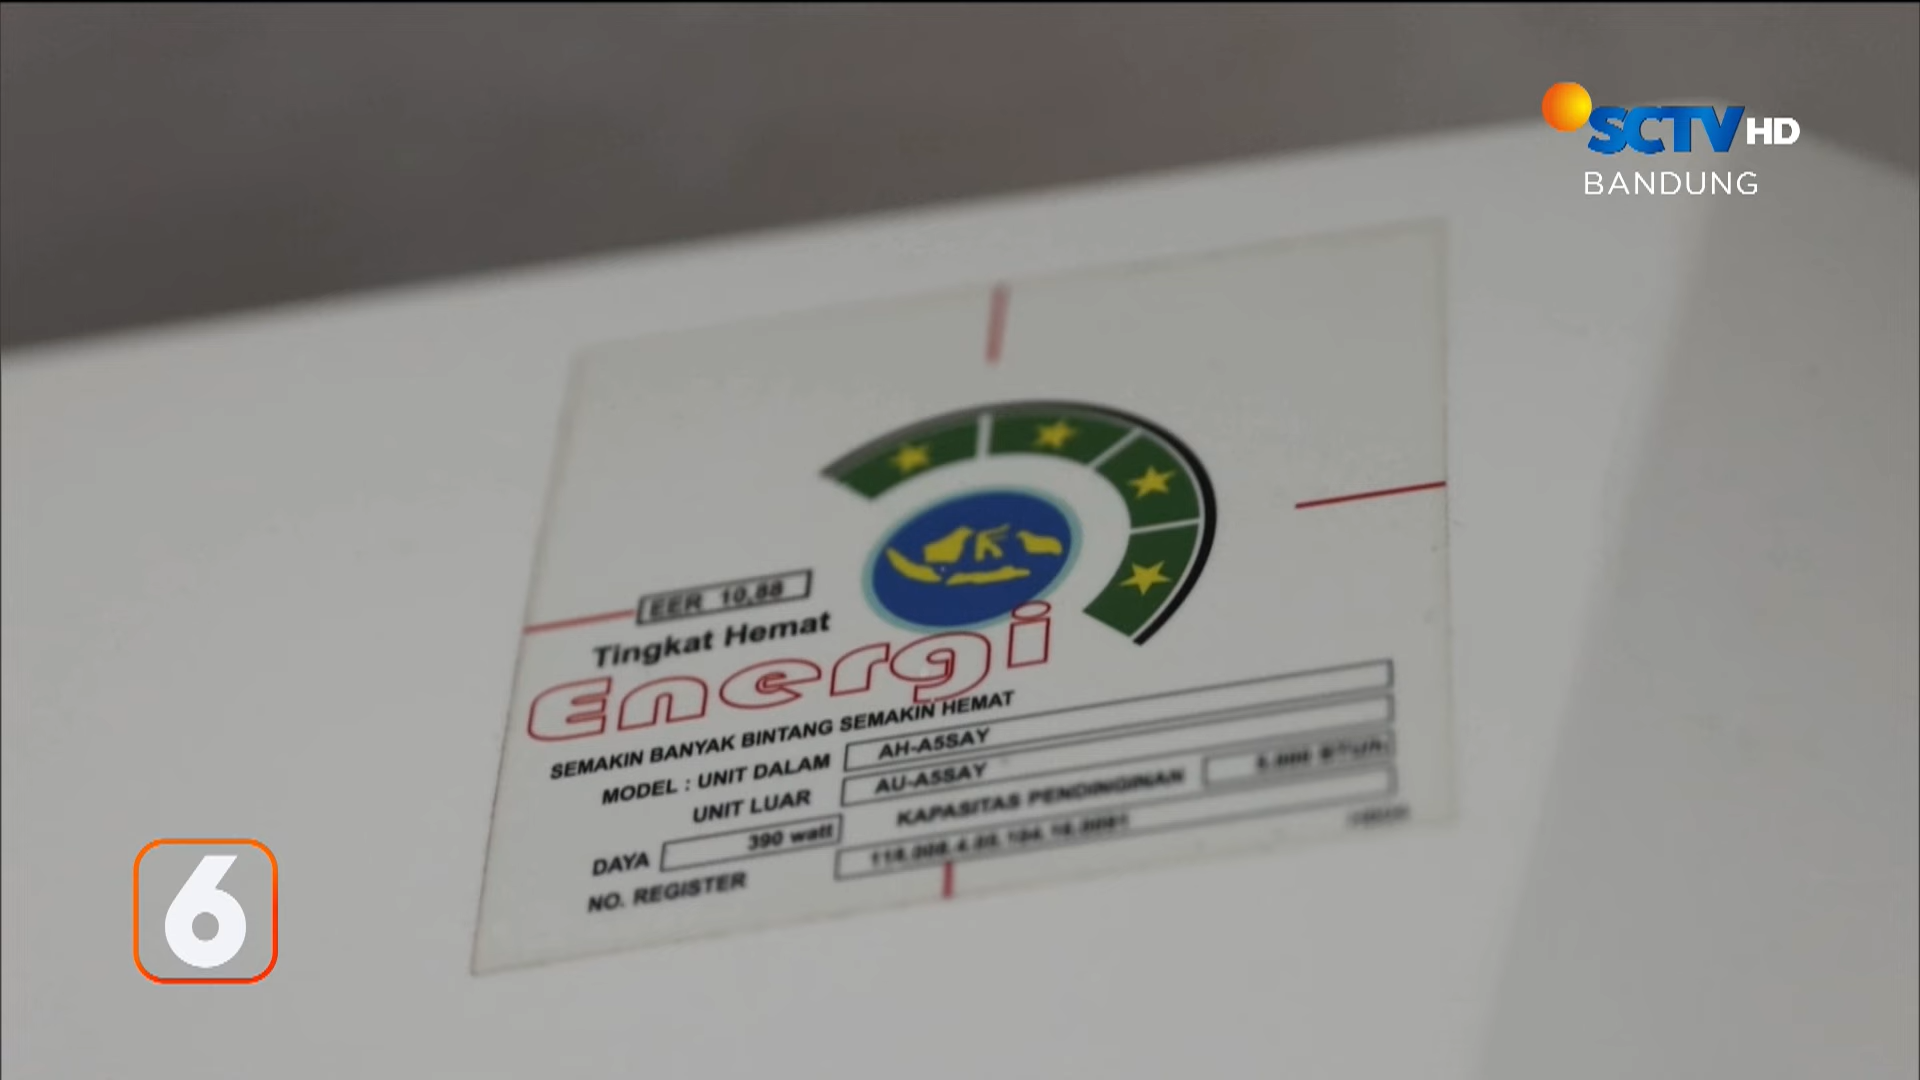 SCTV HD
BANDUNG
EER 10,88
Tingkat Hemat
Energi
SEMAKIN BANYAK BINTANG SEMAKIN HEMAT
MODEL : UNIT DALAM AH-A5SAY
UNIT LUAR AU-A5SAY
DAYA 390 watt KAPASITAS PENDINGINAN
NO. REGISTER
6